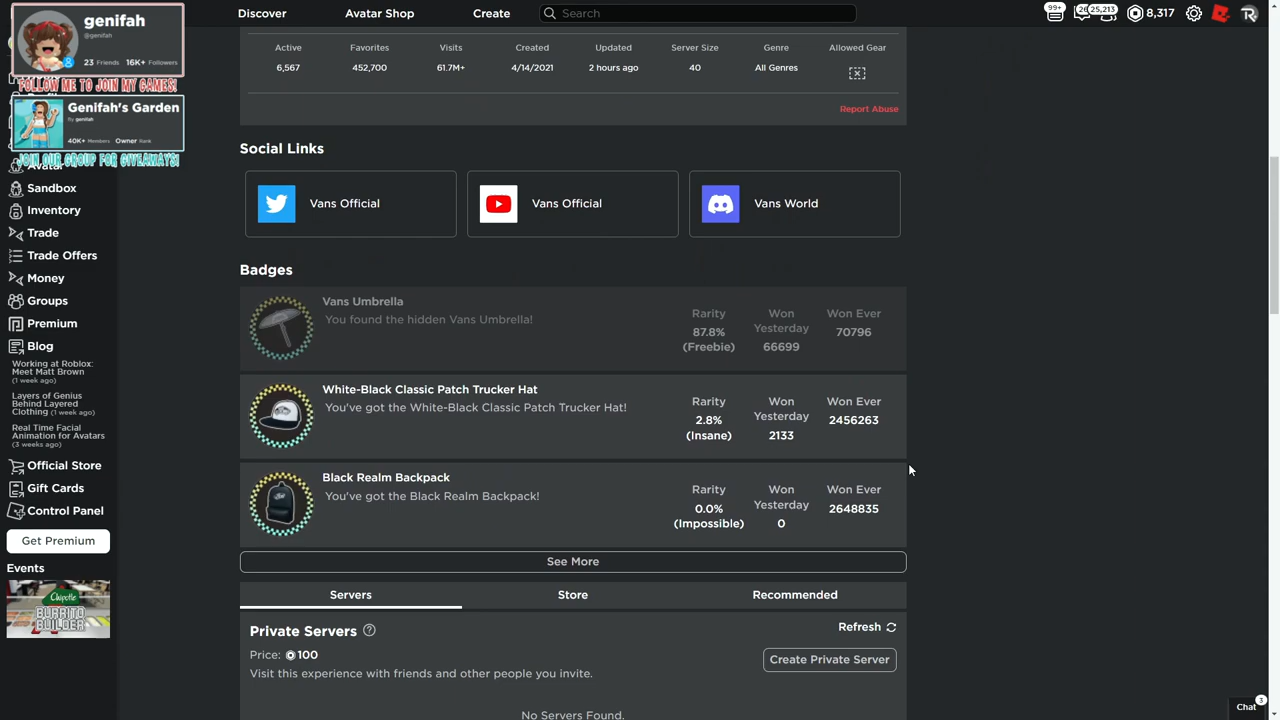 genifah
@genifah
23 Friends 16K+ Followers
FOLLOW ME TO JOIN MY GAMES!
Genifah's Garden
By genifah
40K+ Members Owner Rank
JOIN OUR GROUP FOR GIVEAWAYS!
Discover
Avatar Shop
Create
Search
99+
25,213
8,317
Avatar
Sandbox
Inventory
Trade
Trade Offers
Money
Groups
Premium
Blog
Working at Roblox:
Meet Matt Brown
(1 week ago)
Layers of Genius
Behind Layered
Clothing (1 week ago)
Real Time Facial
Animation for Avatars
(3 weeks ago)
Official Store
Gift Cards
Control Panel
Get Premium
Events
Chipotle
BURRITO
BUILDER
Active Favorites Visits Created Updated Server Size Genre Allowed Gear
6,567 452,700 61.7M+ 4/14/2021 2 hours ago 40 All Genres
Report Abuse
Social Links
Vans Official
Vans Official
Vans World
Badges
Vans Umbrella
You found the hidden Vans Umbrella!
Rarity
87.8%
(Freebie)
Won
Yesterday
66699
Won Ever
70796
White-Black Classic Patch Trucker Hat
You've got the White-Black Classic Patch Trucker Hat!
Rarity
2.8%
(Insane)
Won
Yesterday
2133
Won Ever
2456263
Black Realm Backpack
You've got the Black Realm Backpack!
Rarity
0.0%
(Impossible)
Won
Yesterday
0
Won Ever
2648835
See More
Servers
Store
Recommended
Private Servers
Refresh
Price: 100
Visit this experience with friends and other people you invite.
Create Private Server
No Servers Found.
Chat
3